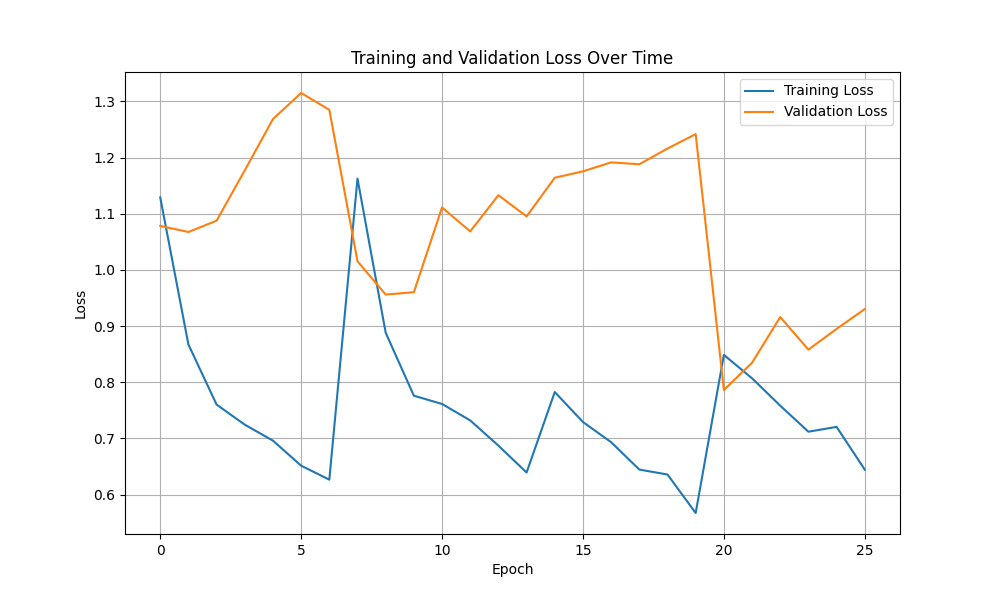 Training and Validation Loss Over Time
Training Loss
Validation Loss
1.3
1.2
1.1
1.0
0.9
0.8
0.7
0.6
Loss
0 5 10 15 20 25
Epoch